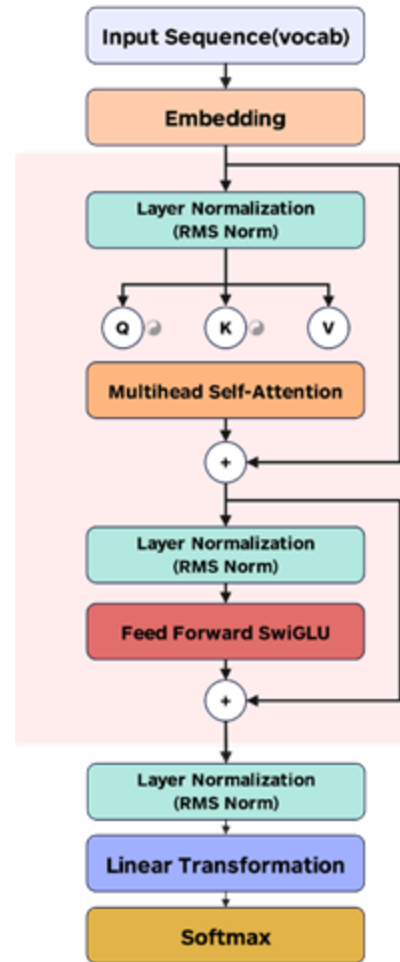 Input Sequence(vocab)
Embedding
Layer Normalization
(RMS Norm)
Q K V
Multihead Self-Attention
+
Layer Normalization
(RMS Norm)
Feed Forward SwiGLU
+
Layer Normalization
(RMS Norm)
Linear Transformation
Softmax